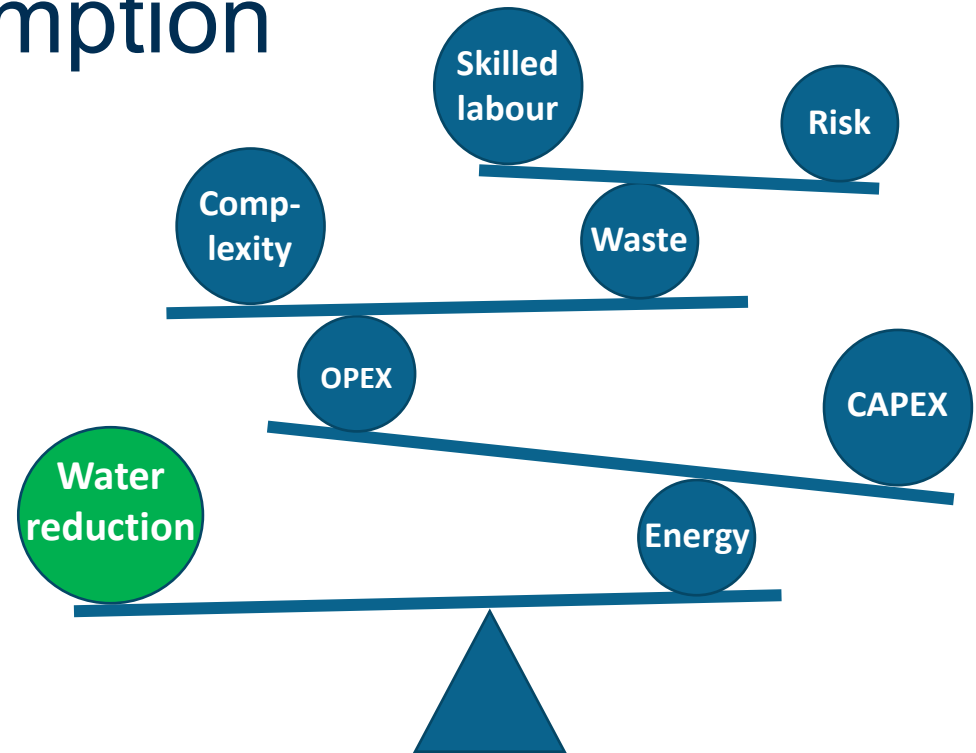 mption
Skilled
labour
Risk
Comp-
lexity
Waste
OPEX
CAPEX
Water
reduction
Energy